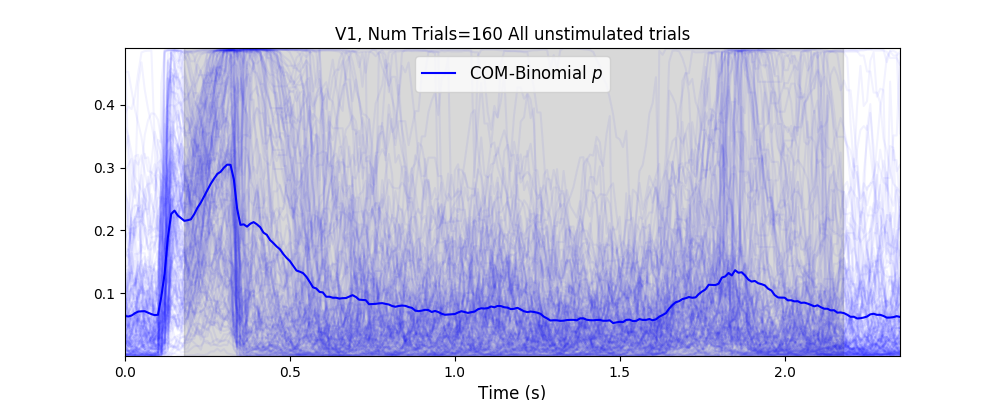 V1, Num Trials=160 All unstimulated trials
COM-Binomial p
0.4
0.3
0.2
0.1
0.0 0.5 1.0 1.5 2.0
Time (s)